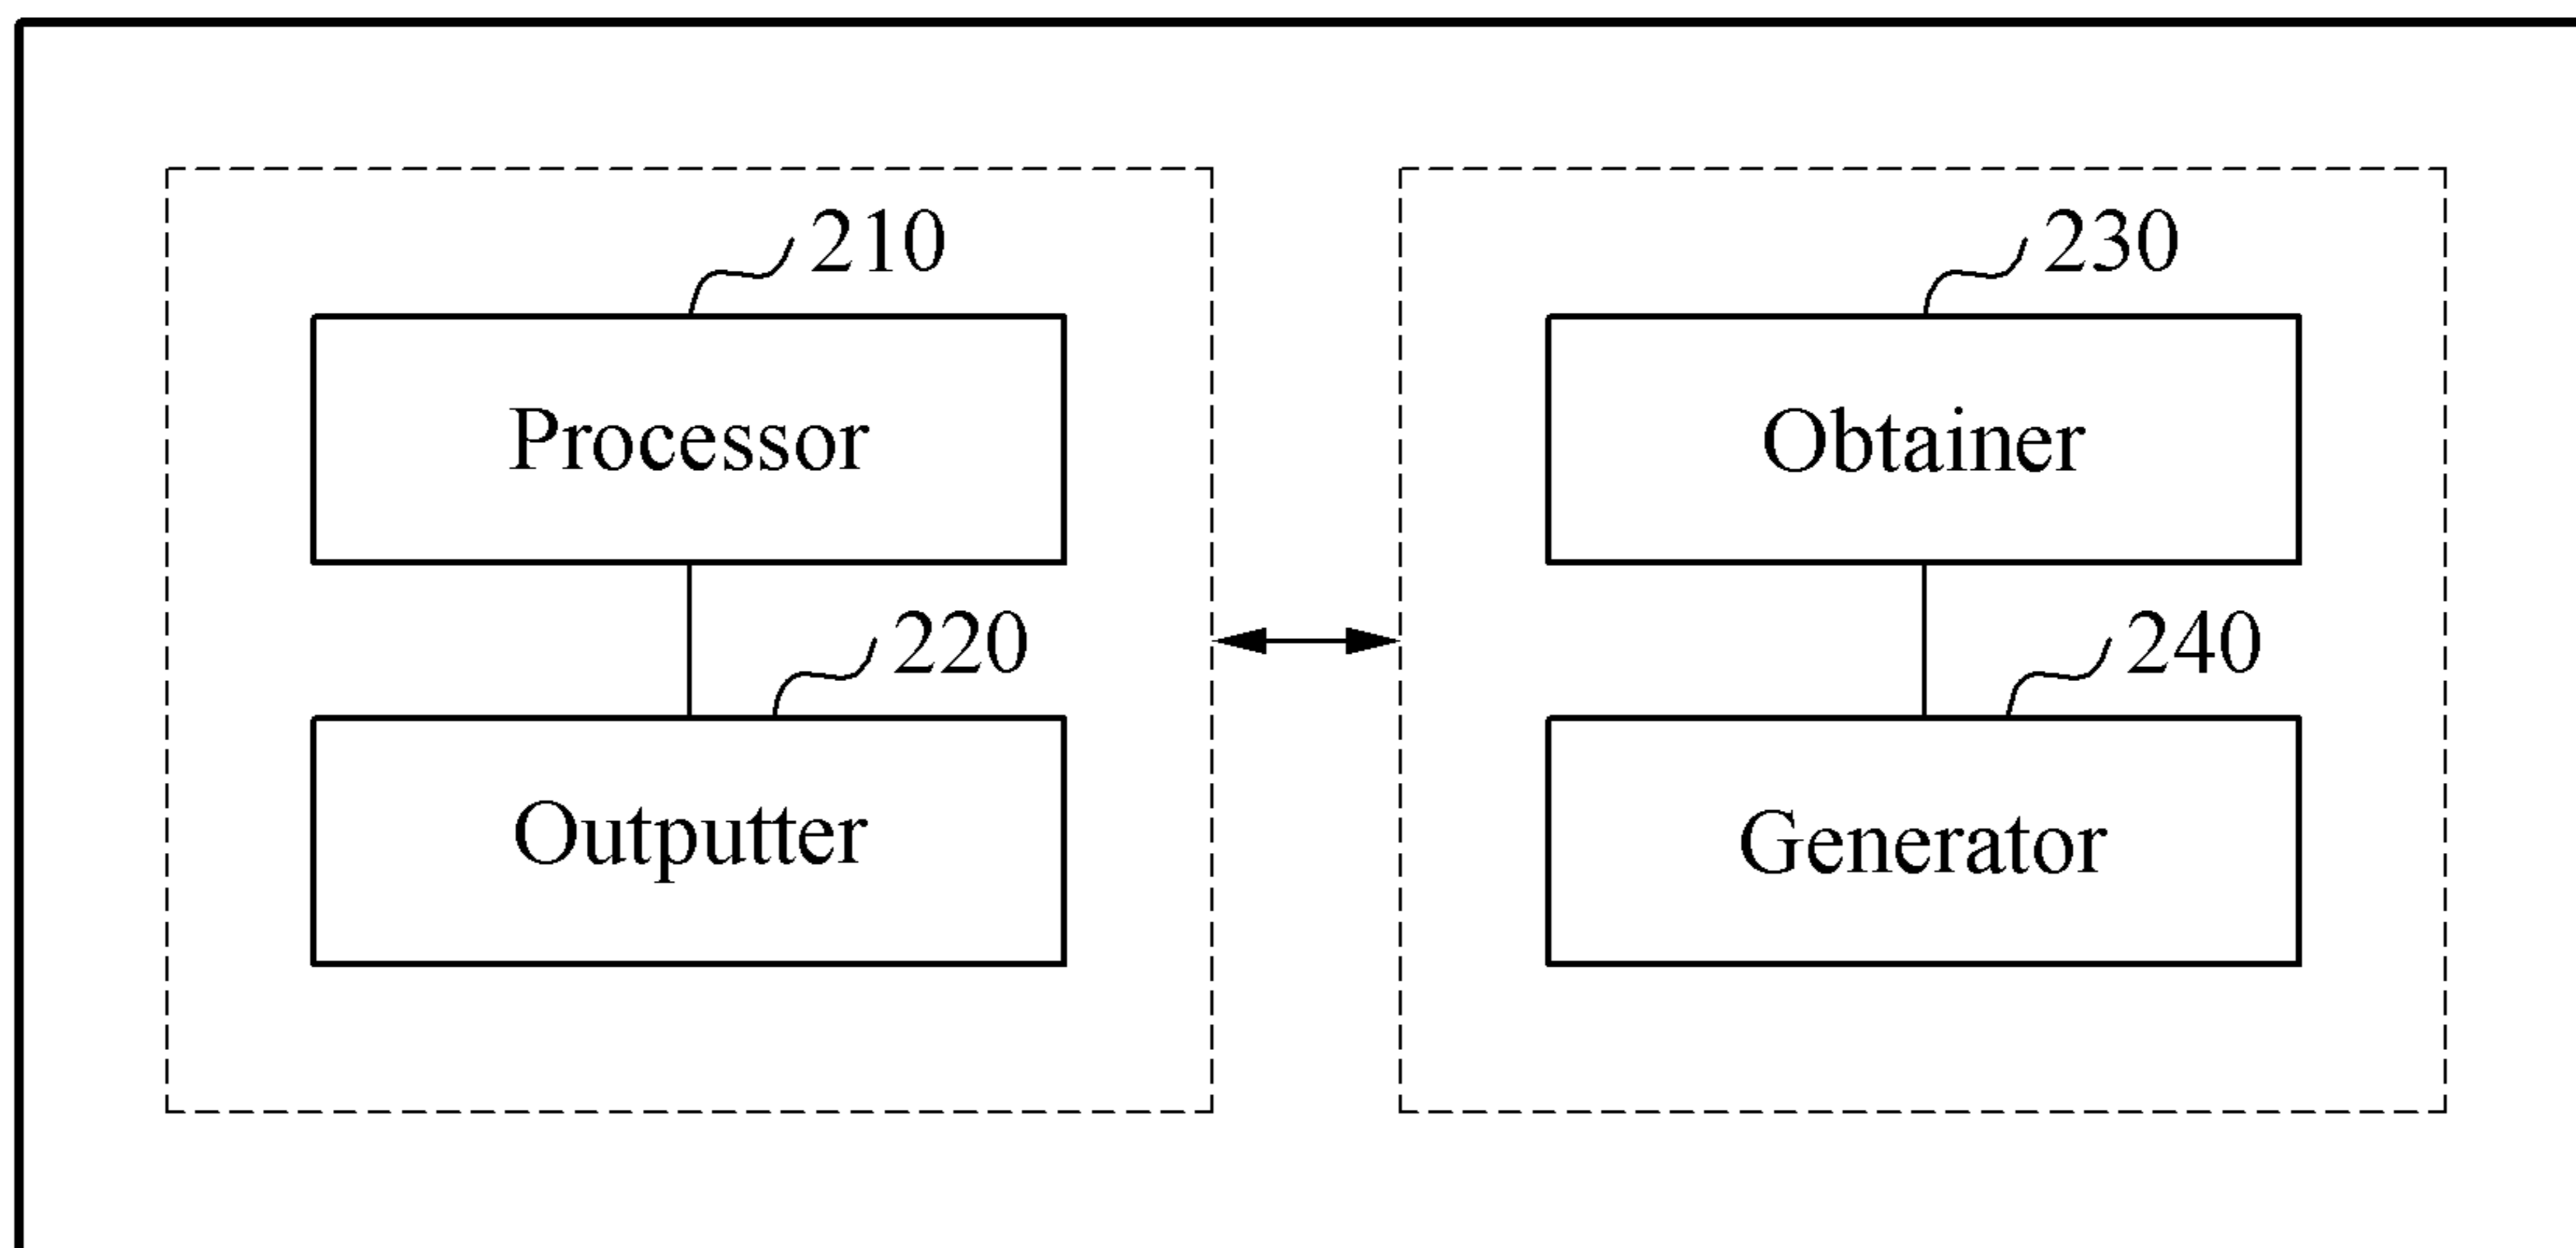 210
Processor
220
Outputter
230
Obtainer
240
Generator